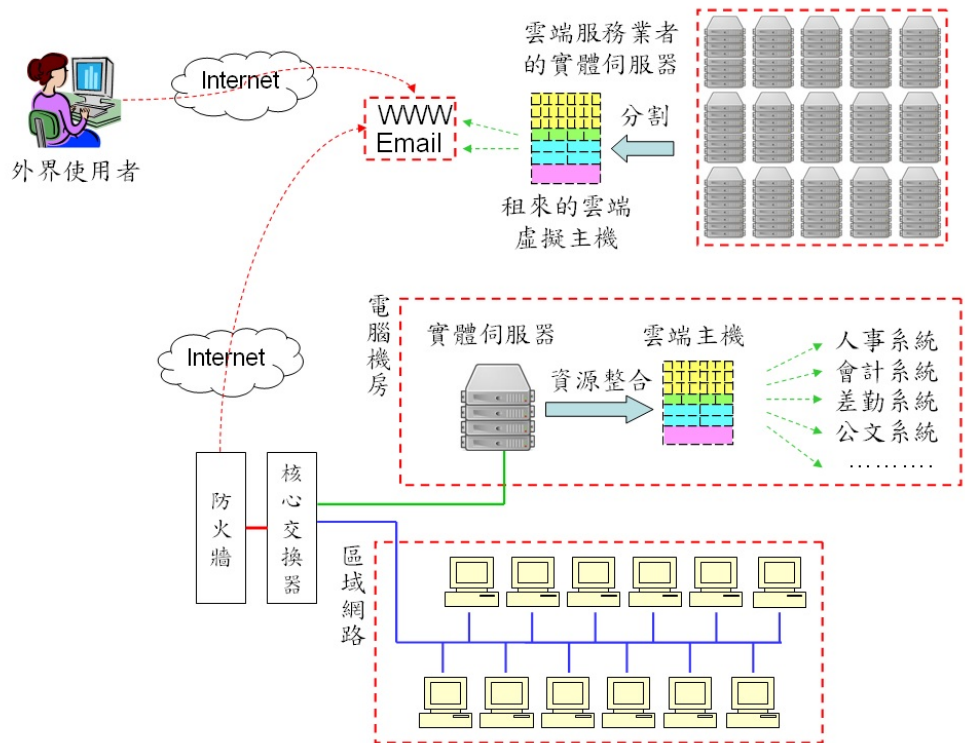 外界使用者
Internet
WWW
Email
雲端服務業者
的實體伺服器
分割
租來的雲端
虛擬主機
Internet
電腦機房
實體伺服器
資源整合
雲端主機
人事系統
會計系統
差勤系統
公文系統
..........
防火牆
核心交換器
區域網路